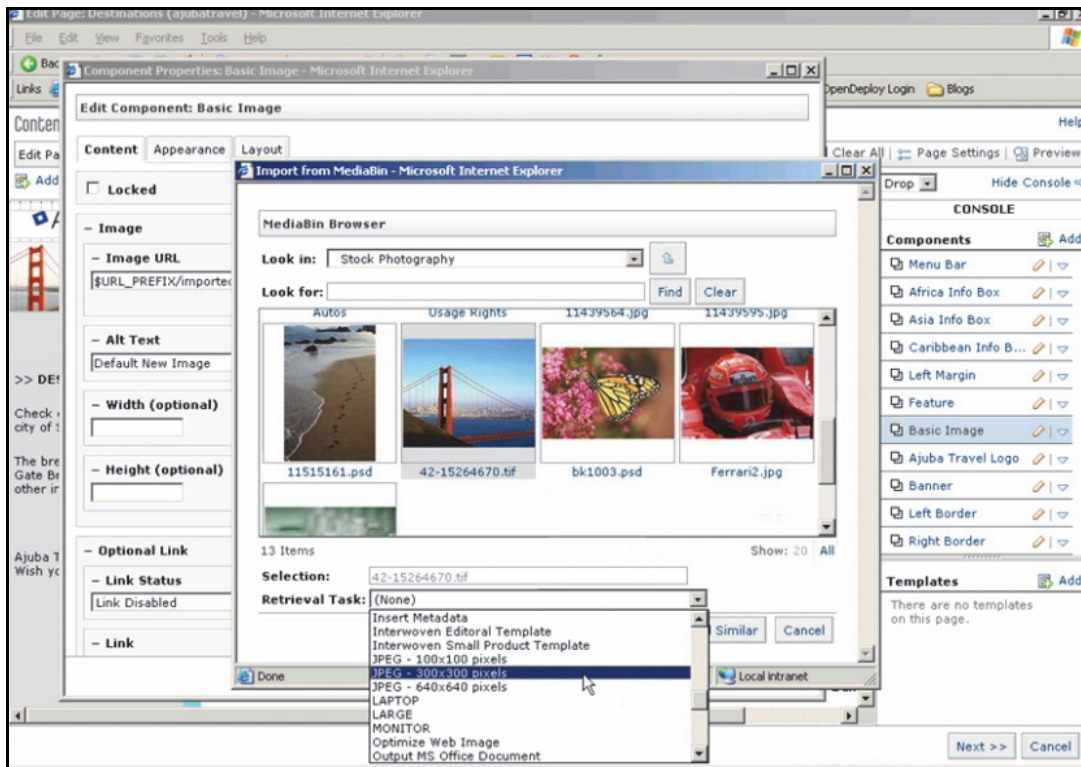 Edit Page: Destinations (ajubatravel) - Microsoft Internet Explorer
File Edit View Favorites Tools Help
Component Properties: Basic Image - Microsoft Internet Explorer
Links
OpenDeploy Login Blogs
Edit Component: Basic Image
Help
Content Appearance Layout
Clear All | Page Settings | Preview
Add
Locked
Import from MediaBin - Microsoft Internet Explorer
Drop
Hide Console
CONSOLE
MediaBin Browser
– Image
Components
Add
– Image URL
Look in: Stock Photography
Menu Bar
$URL_PREFIX/imported
Look for:
Find Clear
Africa Info Box
Autos Usage Rights 11439564.jpg 11439595.jpg
Asia Info Box
– Alt Text
Caribbean Info B...
Default New Image
Left Margin
– Width (optional)
Feature
Check
city of
Basic Image
The bre
– Height (optional)
Gate Br
other ir
11515161.psd 42-15264670.tif bk1003.psd Ferrari2.jpg
Ajuba Travel Logo
Banner
Left Border
– Optional Link
13 Items
Show: 20 All
Right Border
Ajuba T
Wish yo
– Link Status
Selection: 42-15264670.tif
Templates
Add
Link Disabled
Retrieval Task: (None)
There are no templates
on this page.
Insert Metadata
Interwoven Editoral Template
Similar Cancel
– Link
Interwoven Small Product Template
JPEG - 100x100 pixels
Done
JPEG - 300x300 pixels
Local intranet
JPEG - 640x640 pixels
LAPTOP
LARGE
MONITOR
Optimize Web Image
Output MS Office Document
Next >> Cancel